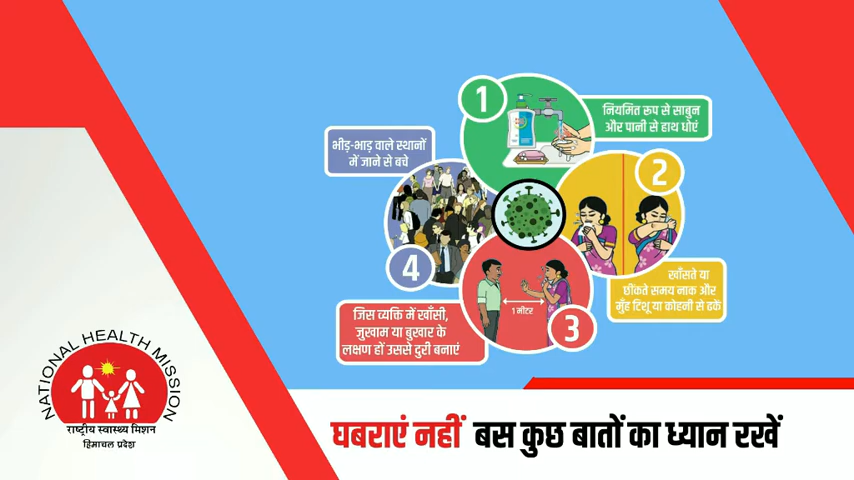 1
नियमित रूप से साबुन
और पानी से हाथ धोएं
2
खाँसते या
छींकते समय नाक और
मुँह टिशू या कोहनी से ढकें
1 मीटर
3
जिस व्यक्ति में खाँसी,
जुखाम या बुखार के
लक्षण हों उससे दुरी बनाएं
भीड़-भाड़ वाले स्थानों
में जाने से बचे
4
NATIONAL HEALTH MISSION
राष्ट्रीय स्वास्थ्य मिशन
हिमाचल प्रदेश
घबराएं नहीं बस कुछ बातों का ध्यान रखें